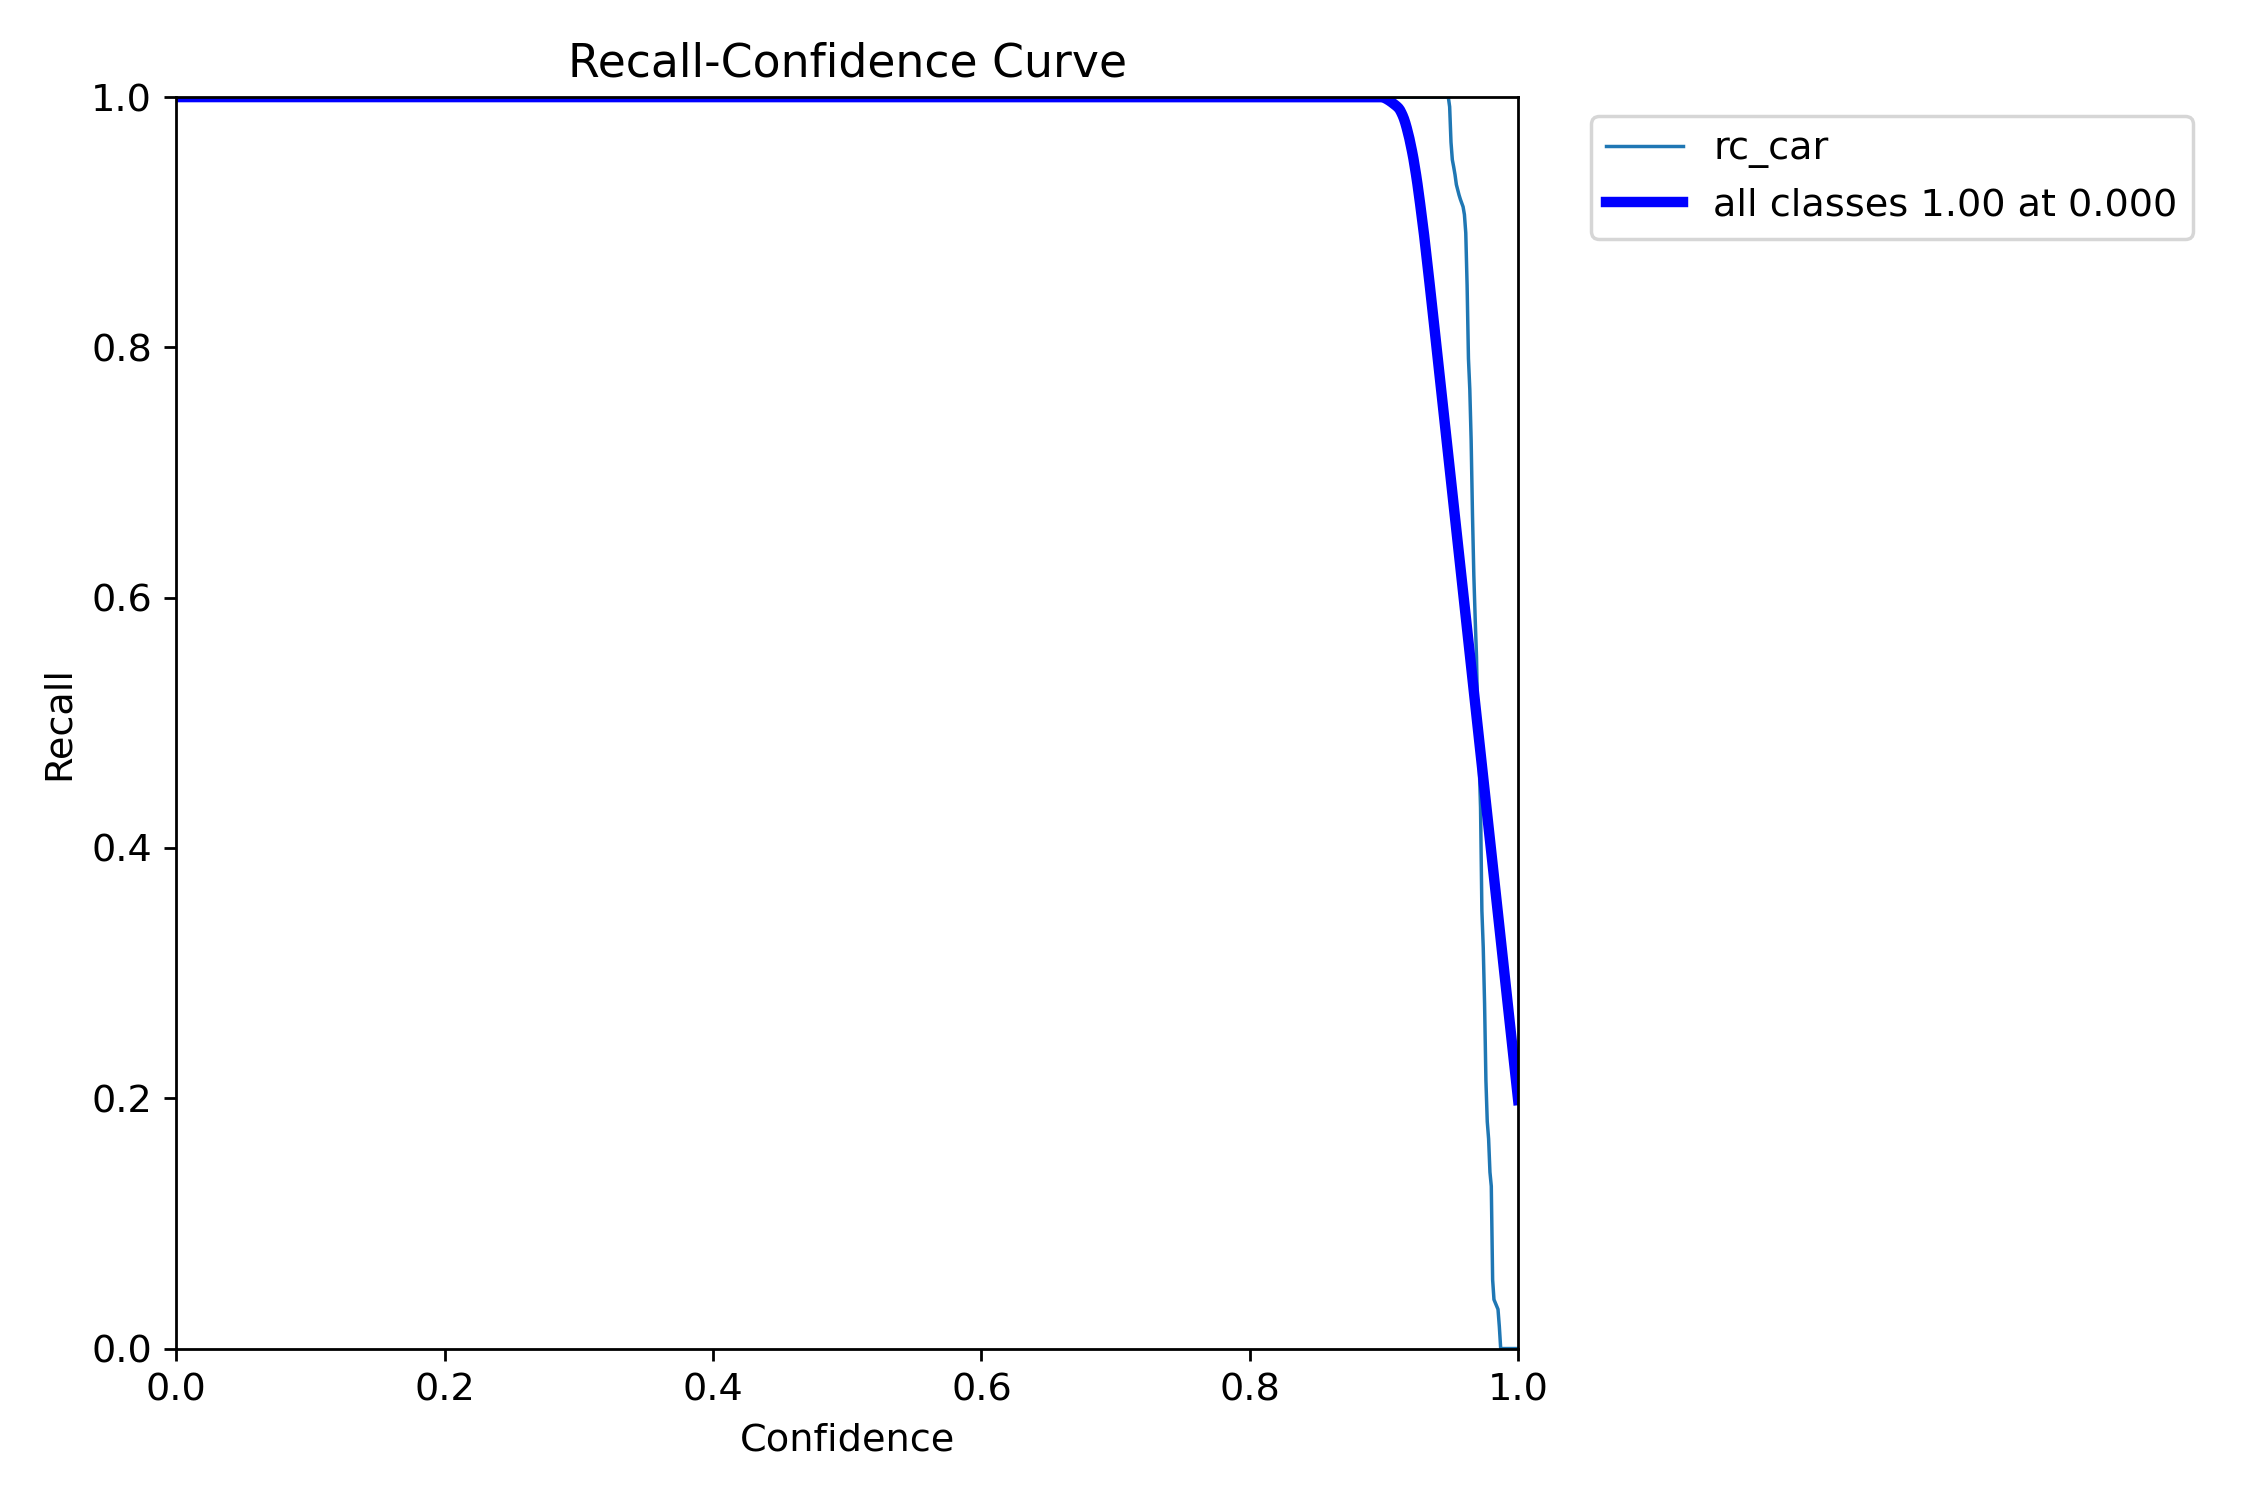 Recall-Confidence Curve
1.0
0.8
0.6
0.4
0.2
0.0
Recall
0.0 0.2 0.4 0.6 0.8 1.0
Confidence
rc_car
all classes 1.00 at 0.000